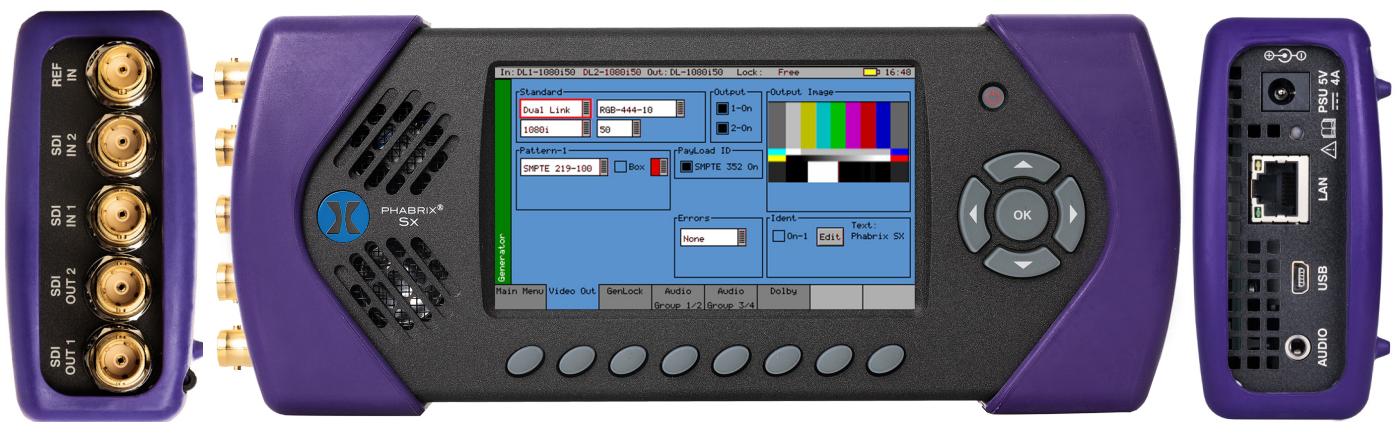 REF
IN
SDI
IN 2
SDI
IN 1
SDI
OUT 2
SDI
OUT 1
PHABRIX®
SX
In:DL1-1080i50 DL2-1080i50 Out:DL-1080i50 Lock: Free 16:48
Generator
Standard
Dual Link RGB-444-10
1080i 50
Output
1-On
2-On
Output Image
Pattern-1
SMPTE 219-100 Box
PayLoad ID
SMPTE 352 On
Errors
None
Ident
On-1 Edit Text:
Phabrix SX
Main Menu Video Out GenLock Audio Audio Dolby
Group 1/2 Group 3/4
OK
PSU 5V
4A
LAN
USB
AUDIO